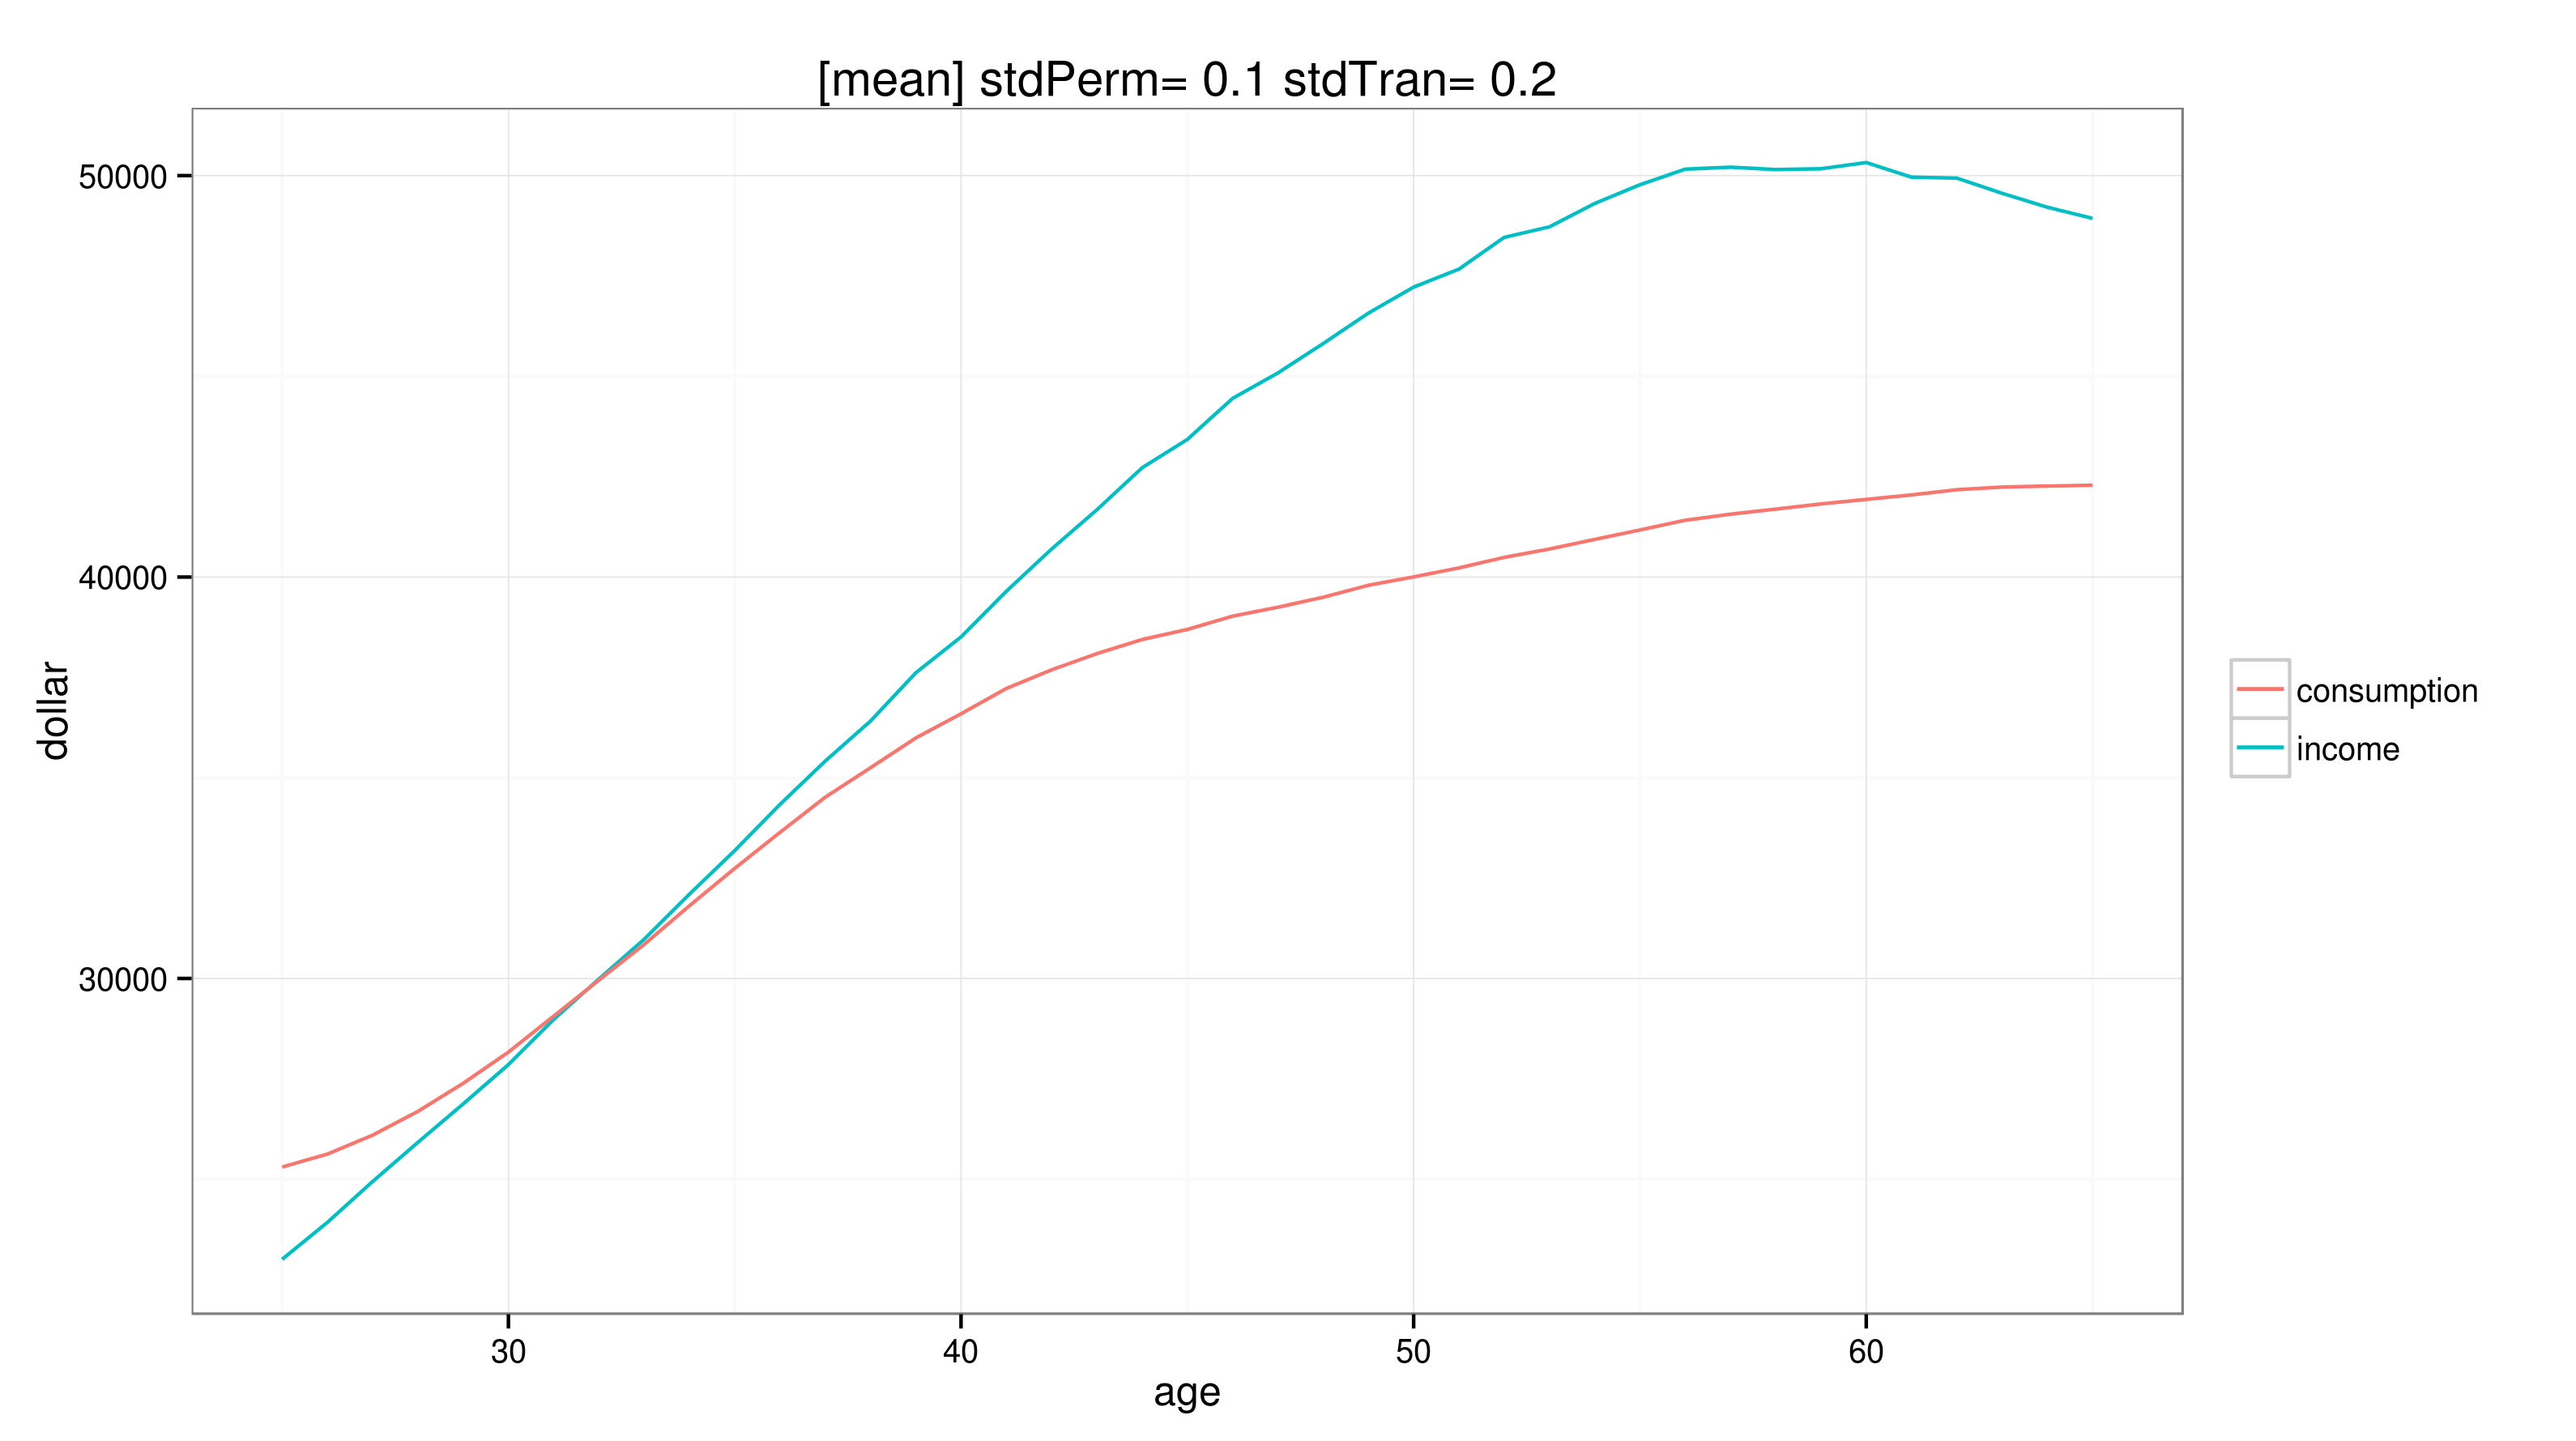 [mean] stdPerm= 0.1 stdTran= 0.2
50000
40000
30000
dollar
30 40 50 60
age
consumption
income